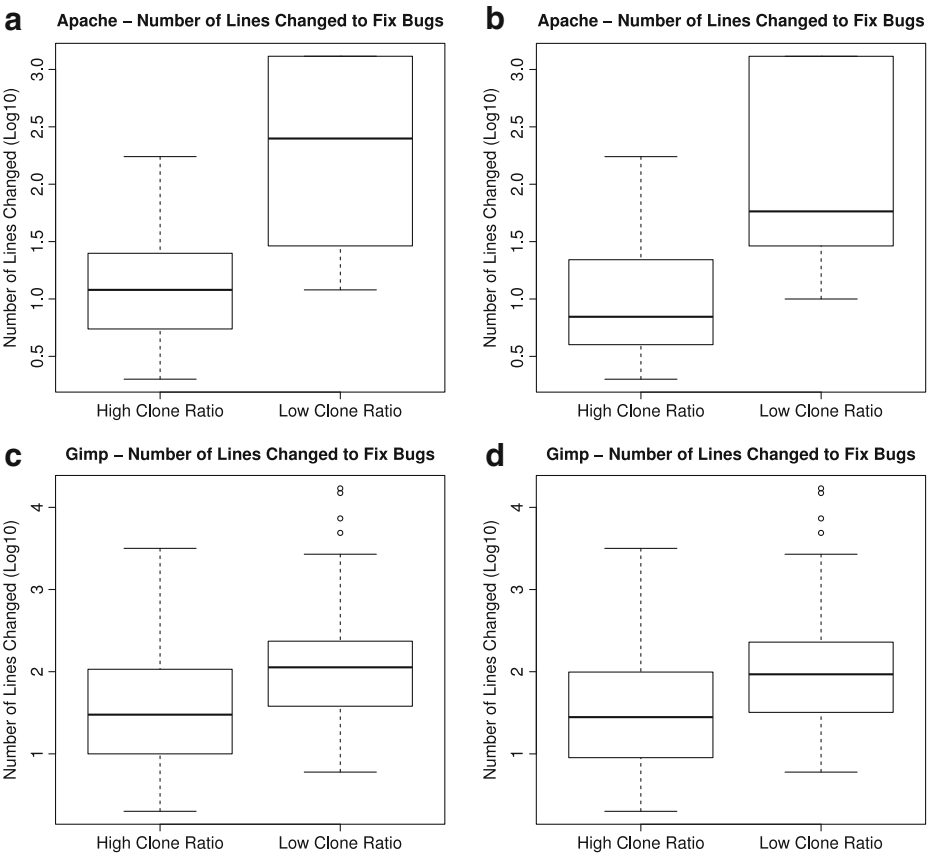 a
Apache – Number of Lines Changed to Fix Bugs
Number of Lines Changed (Log10)
3.0
2.5
2.0
1.5
1.0
0.5
High Clone Ratio
Low Clone Ratio
b
Apache – Number of Lines Changed to Fix Bugs
Number of Lines Changed (Log10)
3.0
2.5
2.0
1.5
1.0
0.5
High Clone Ratio
Low Clone Ratio
c
Gimp – Number of Lines Changed to Fix Bugs
Number of Lines Changed (Log10)
4
3
2
1
High Clone Ratio
Low Clone Ratio
d
Gimp – Number of Lines Changed to Fix Bugs
Number of Lines Changed (Log10)
4
3
2
1
High Clone Ratio
Low Clone Ratio